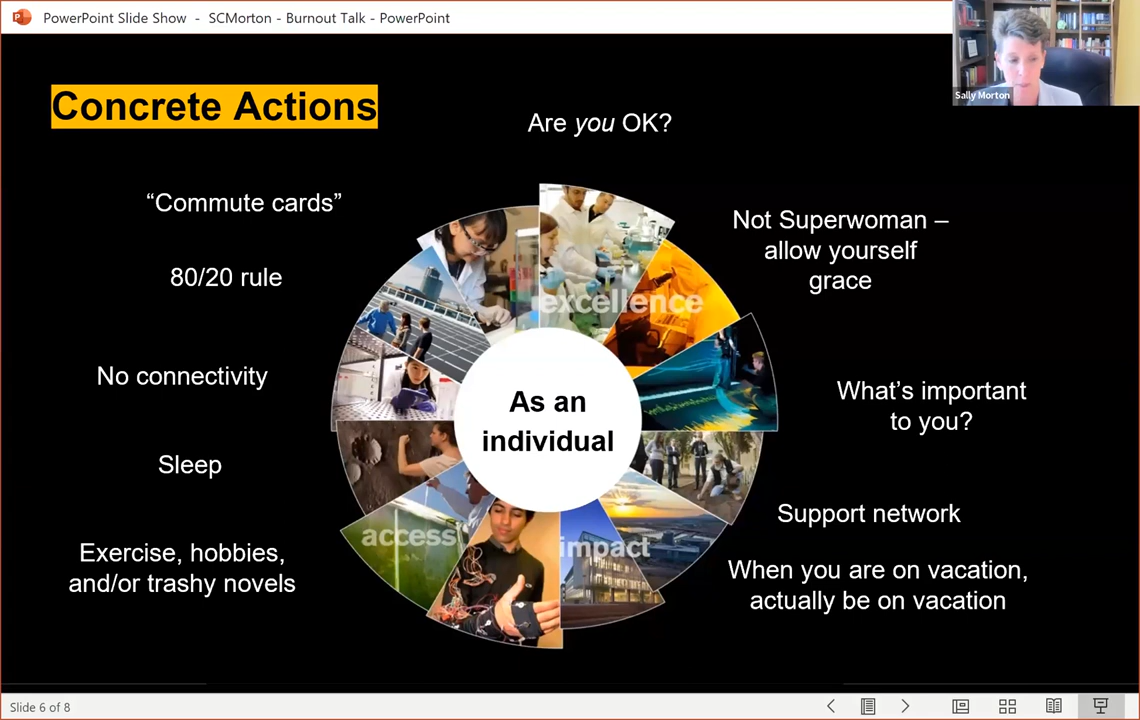 PowerPoint Slide Show - SCMorton - Burnout Talk - PowerPoint
Sally Morton
Concrete Actions
Are you OK?
“Commute cards”
80/20 rule
No connectivity
Sleep
Exercise, hobbies,
and/or trashy novels
Not Superwoman –
allow yourself
grace
What’s important
to you?
Support network
When you are on vacation,
actually be on vacation
excellence
access
impact
As an
individual
Slide 6 of 8